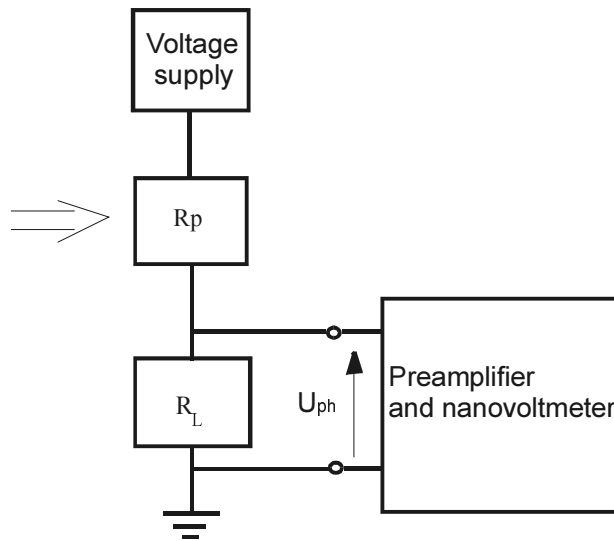 Voltage
supply
Rp
RL
Uph
Preamplifier
and nanovoltmeter